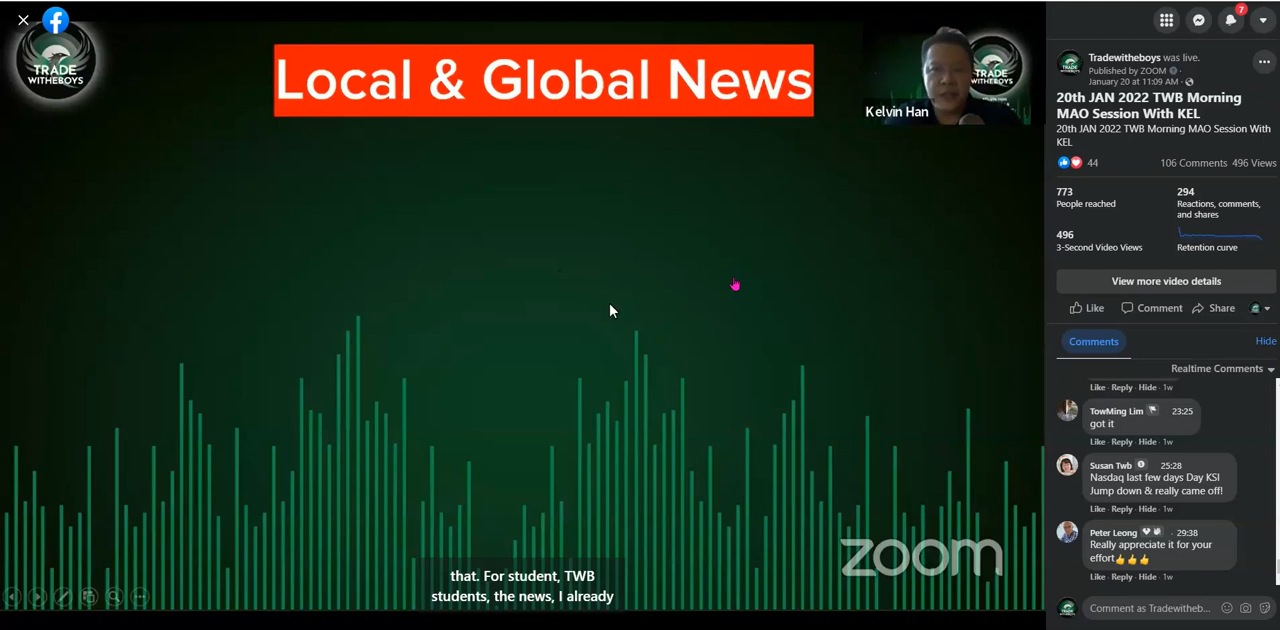 TRADE
WITHEBOYS
Local & Global News
TRADE
WITHEBOYS
Kelvin Han
that. For student, TWB
students, the news, I already
zoom
7
Tradewitheboys was live.
Published by ZOOM ·
January 20 at 11:09 AM ·
20th JAN 2022 TWB Morning
MAO Session With KEL
20th JAN 2022 TWB Morning MAO Session With
KEL
44 106 Comments 496 Views
773 294
People reached Reactions, comments,
and shares
496
3-Second Video Views Retention curve
View more video details
Like Comment Share
Comments Hide
Realtime Comments
Like · Reply · Hide · 1w
TowMing Lim 23:25
got it
Like · Reply · Hide · 1w
Susan Twb 25:28
Nasdaq last few days Day KSI
Jump down & really came off!
Like · Reply · Hide · 1w
Peter Leong · 29:38
Really appreciate it for your
effort👍👍👍
Like · Reply · Hide · 1w
Comment as Tradewitheb...